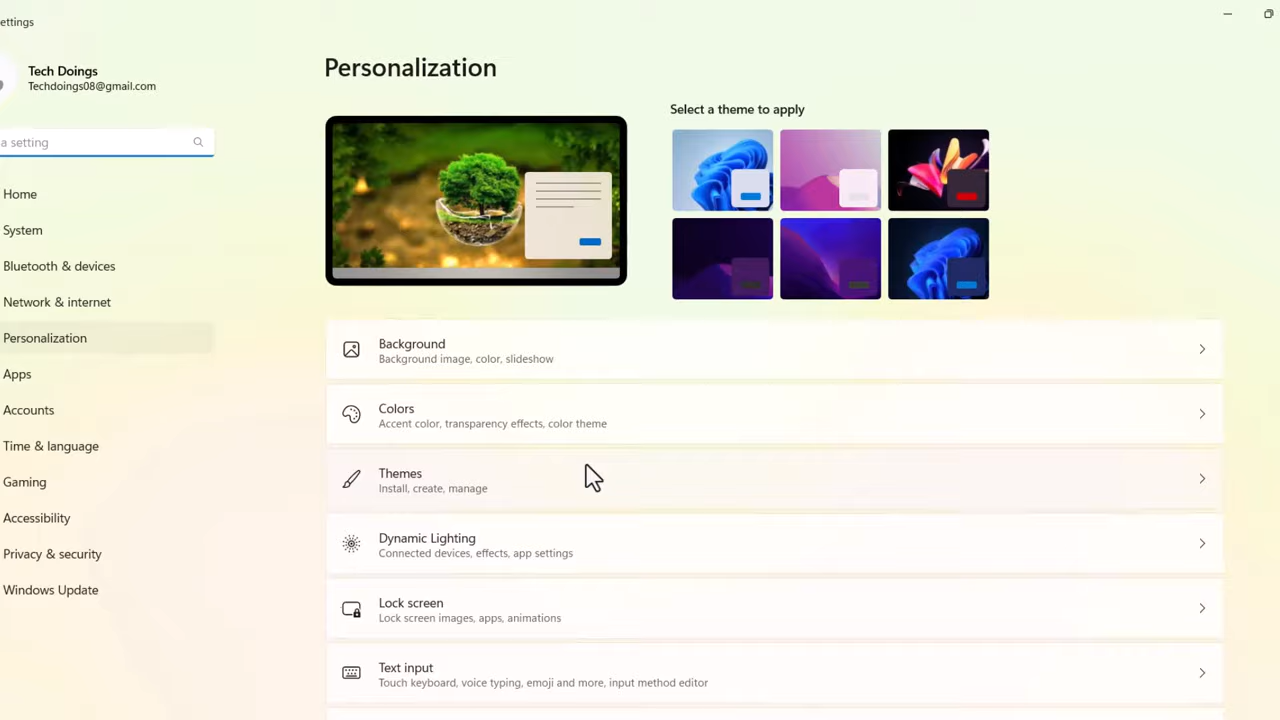 ettings
Tech Doings
Techdoings08@gmail.com
a setting
Home
System
Bluetooth & devices
Network & internet
Personalization
Apps
Accounts
Time & language
Gaming
Accessibility
Privacy & security
Windows Update
Personalization
Select a theme to apply
Background
Background image, color, slideshow
Colors
Accent color, transparency effects, color theme
Themes
Install, create, manage
Dynamic Lighting
Connected devices, effects, app settings
Lock screen
Lock screen images, apps, animations
Text input
Touch keyboard, voice typing, emoji and more, input method editor